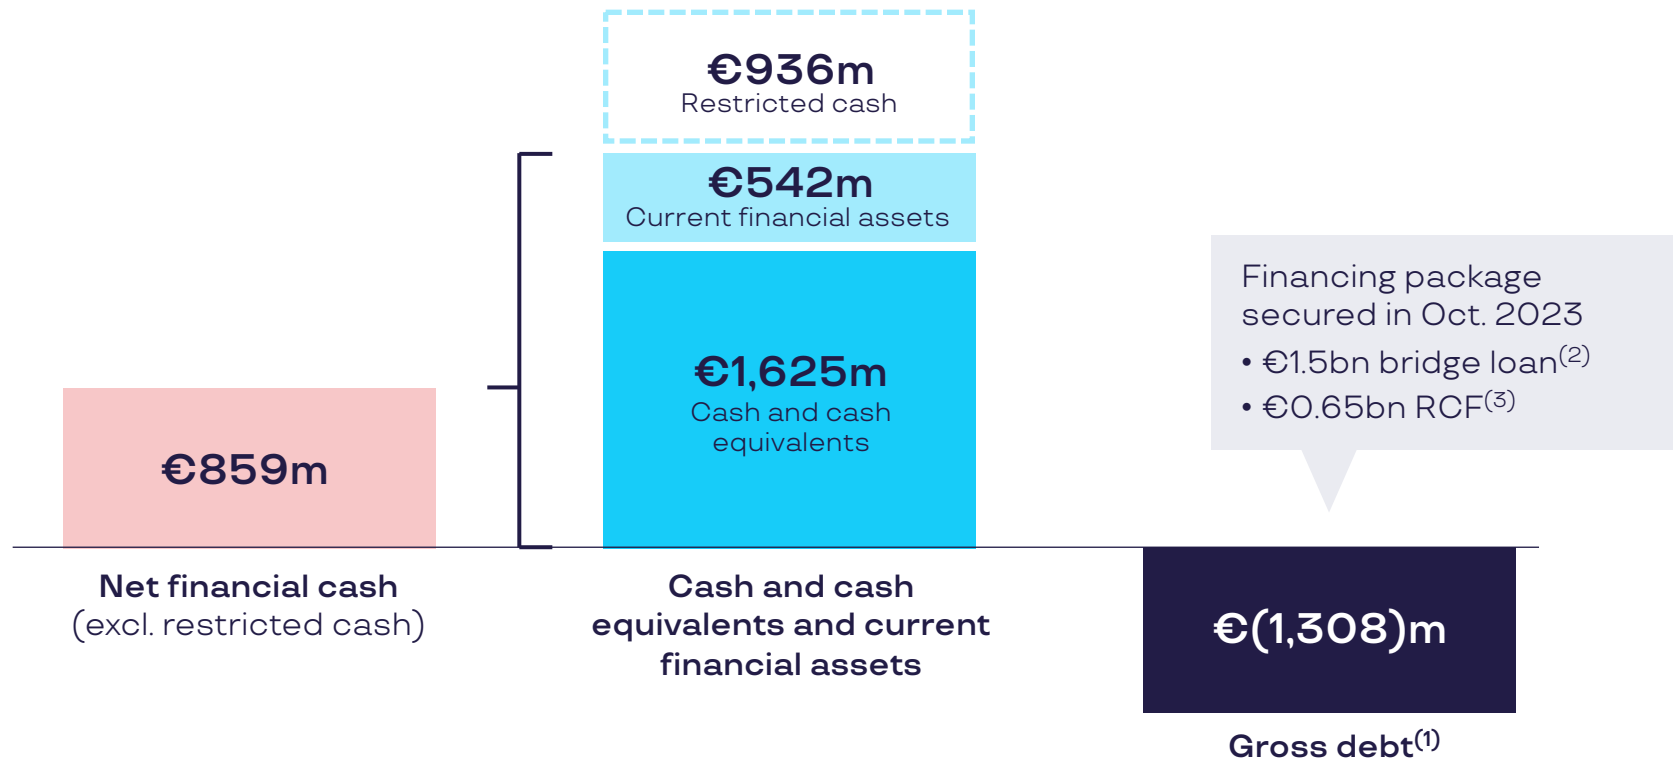 €936m
Restricted cash
€542m
Current financial assets
€1,625m
Cash and cash
equivalents
€859m
Financing package
secured in Oct. 2023
• €1.5bn bridge loan(2)
• €0.65bn RCF(3)
Net financial cash
(excl. restricted cash)
Cash and cash
equivalents and current
financial assets
€(1,308)m
Gross debt(1)